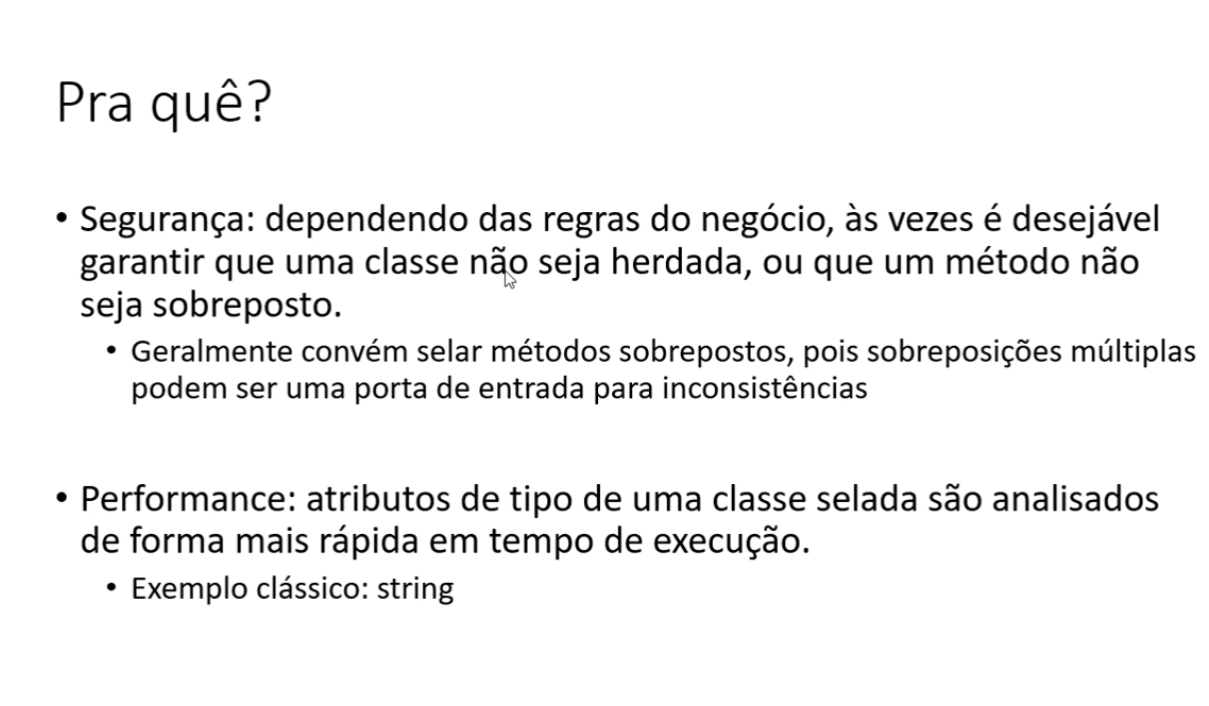 Pra quê?
• Segurança: dependendo das regras do negócio, às vezes é desejável
garantir que uma classe não seja herdada, ou que um método não
seja sobreposto.
• Geralmente convém selar métodos sobrepostos, pois sobreposições múltiplas
podem ser uma porta de entrada para inconsistências
• Performance: atributos de tipo de uma classe selada são analisados
de forma mais rápida em tempo de execução.
• Exemplo clássico: string